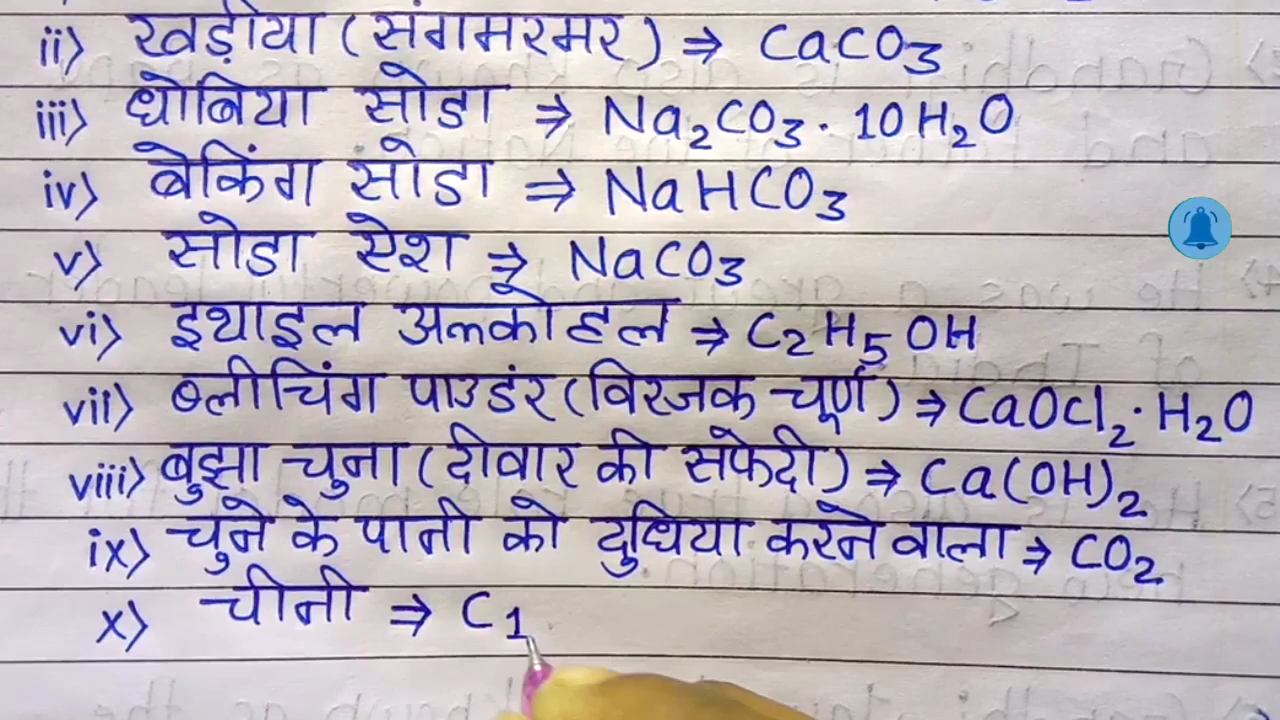 ii) खड़ीया (संगमरमर) ⇒ CaCO₃
iii) धोबिया सोडा ⇒ Na₂CO₃·10H₂O
iv) बेकिंग सोडा ⇒ NaHCO₃
v) सोडा ऐश ⇒ NaCO₃
vi) इथाइल अल्कोहल ⇒ C₂H₅OH
vii) ब्लीचिंग पाउडंर (विरंजक चूर्ण) ⇒ CaOCl₂·H₂O
viii) बुझा चुना (दीवार की सफेदी) ⇒ Ca(OH)₂
ix) चुने के पानी को दुधिया करने वाला ⇒ CO₂
x) चीनी ⇒ C₁